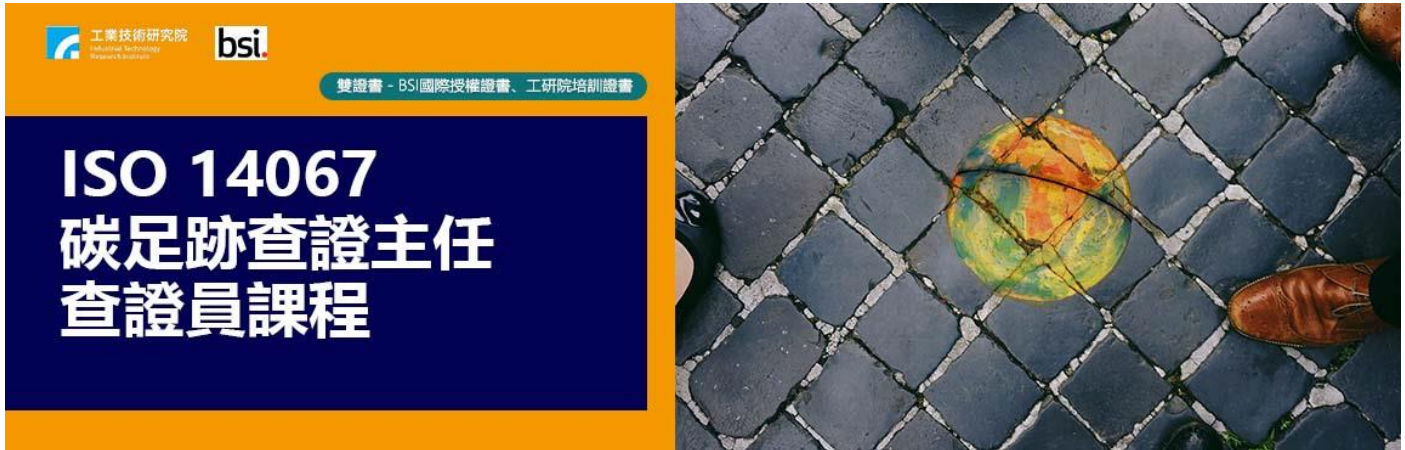 工業技術研究院
Industrial Technology
Research Institute
bsi.
雙證書 - BSI國際授權證書、工研院培訓證書
ISO 14067
碳足跡查證主任
查證員課程